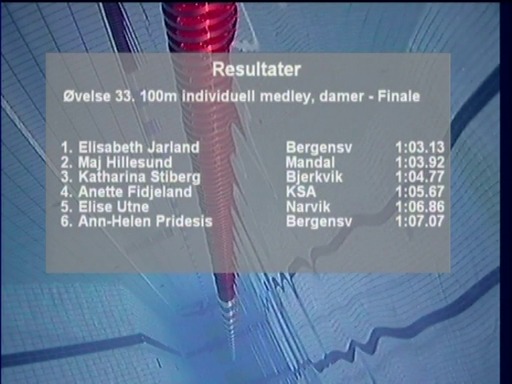 Resultater
Øvelse 33. 100m individuell medley, damer - Finale
1. Elisabeth Jarland Bergensv 1:03.13
2. Maj Hillesund Mandal 1:03.92
3. Katharina Stiberg Bjerkvik 1:04.77
4. Anette Fidjeland KSA 1:05.67
5. Elise Utne Narvik 1:06.86
6. Ann-Helen Pridesis Bergensv 1:07.07